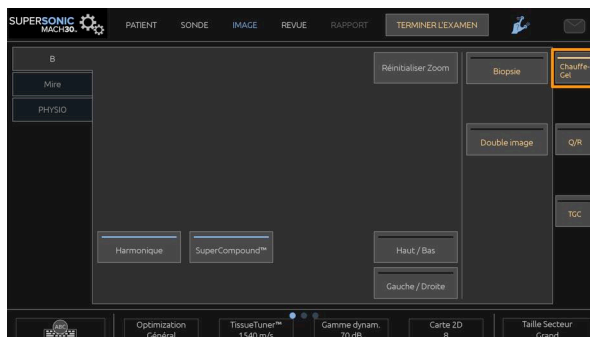 SUPERSONIC
MACH30.
PATIENT
SONDE
IMAGE
REVUE
RAPPORT
TERMINER L'EXAMEN
B
Mire
PHYSIO
Réinitialiser Zoom
Biopsie
Chauffe-
Gel
Double image
Q/R
TGC
Harmonique
SuperCompound™
Haut / Bas
Gauche / Droite
ABC
Optimization
Général
TissueTuner™
1540 m/s
Gamme dynam.
70 dB
Carte 2D
8
Taille Secteur
Grand